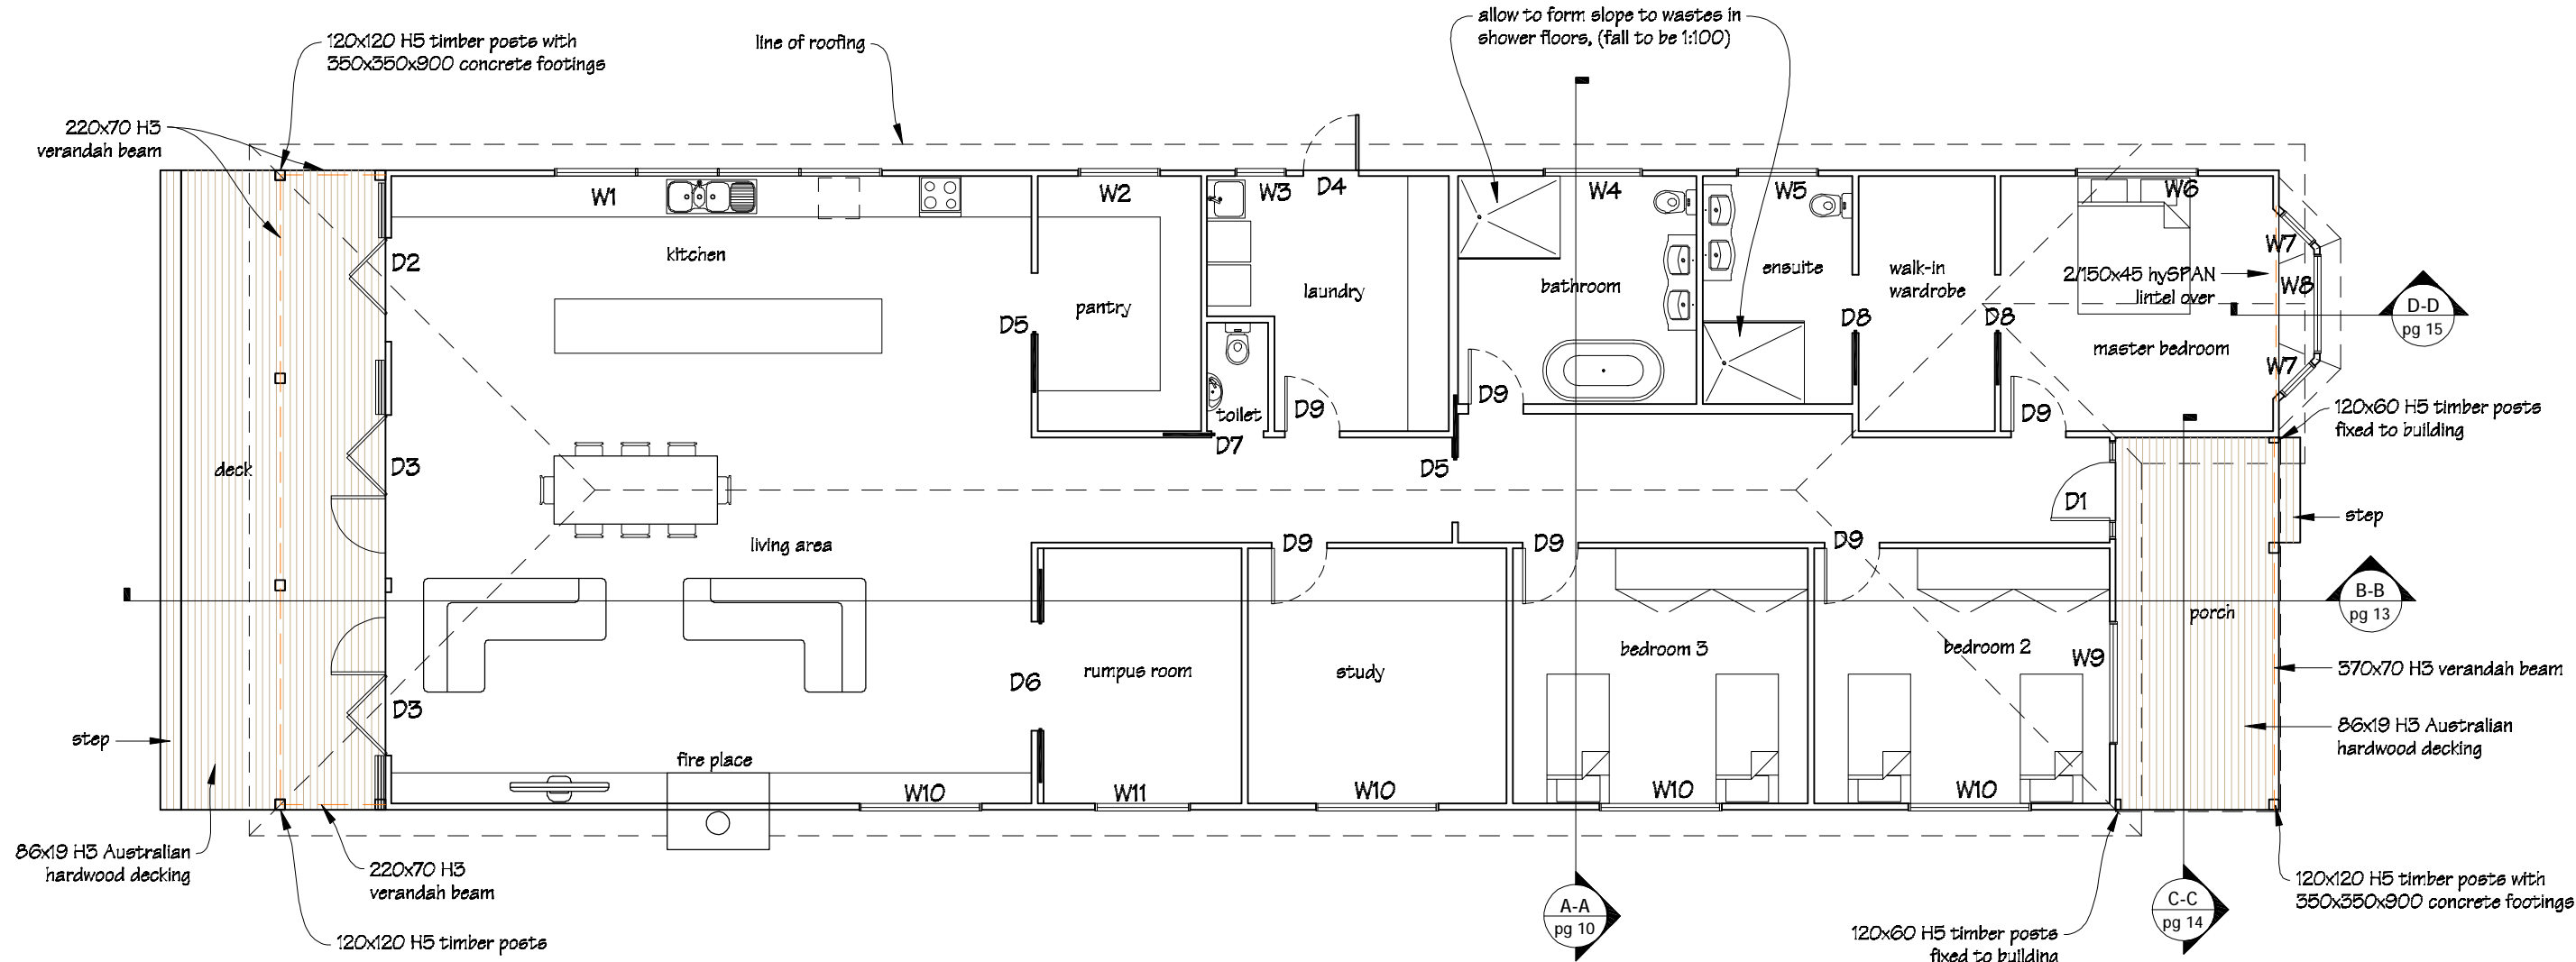 allow to form slope to wastes in
shower floors, (fall to be 1:100)
120x120 H5 timber posts with
350x350x900 concrete footings
line of roofing
220x70 H3
verandah beam
W1
W2
W3
D4
W4
W5
W6
D2
kitchen
pantry
laundry
bathroom
ensuite
walk-in
wardrobe
W7
2/150x45 hySPAN
lintel over
W8
D-D
pg 15
D5
D8
D8
master bedroom
W7
D9
D9
D9
toilet
D7
120x60 H5 timber posts
fixed to building
deck
D3
D5
D1
step
living area
D9
D9
D9
B-B
pg 13
porch
bedroom 3
bedroom 2
W9
rumpus room
study
D6
370x70 H3 verandah beam
D3
step
86x19 H3 Australian
hardwood decking
fire place
W10
W11
W10
W10
W10
86x19 H3 Australian
hardwood decking
220x70 H3
verandah beam
120x120 H5 timber posts
A-A
pg 10
C-C
pg 14
120x120 H5 timber posts with
350x350x900 concrete footings
120x60 H5 timber posts
fixed to building